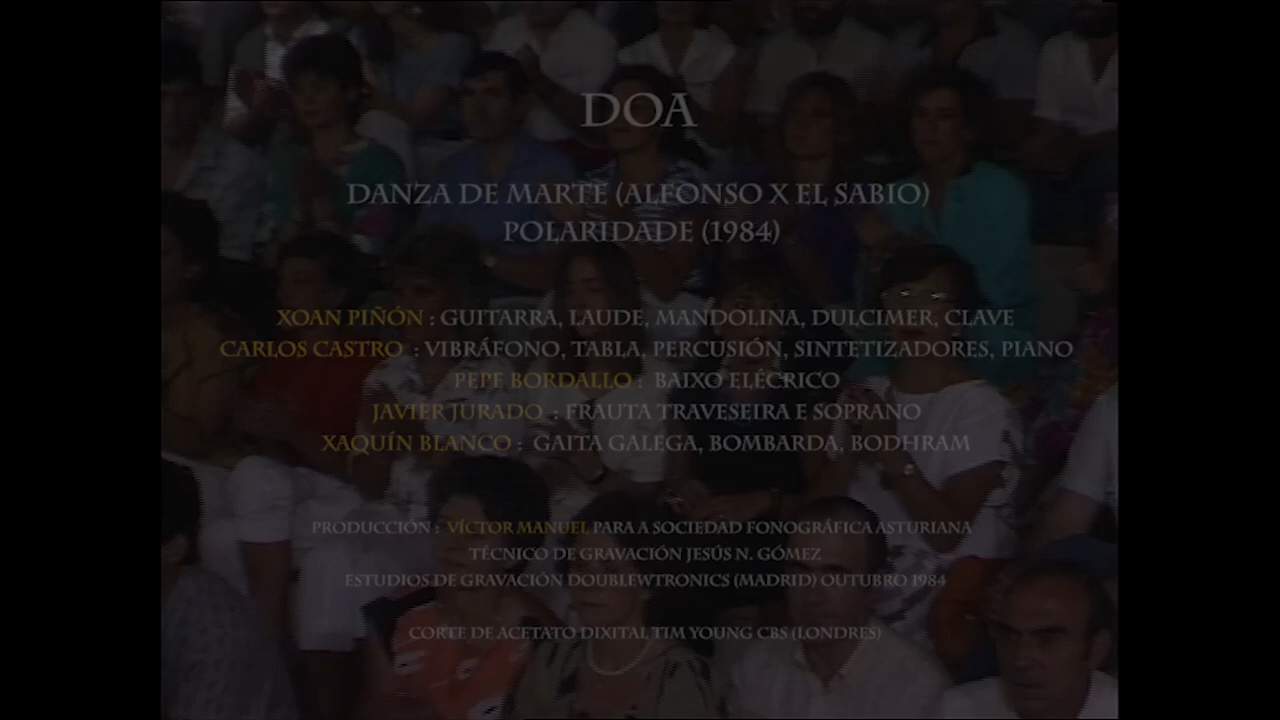 DOA
DANZA DE MARTE (ALFONSO X EL SABIO)
POLARIDADE (1984)
XOAN PIÑÓN : GUITARRA, LAUDE, MANDOLINA, DULCIMER, CLAVE
CARLOS CASTRO : VIBRÁFONO, TABLA, PERCUSIÓN, SINTETIZADORES, PIANO
PEPE BORDALLO : BAIXO ELÉCRICO
JAVIER JURADO : FRAUTA TRAVESEIRA E SOPRANO
XAQUÍN BLANCO : GAITA GALEGA, BOMBARDA, BODHRAM
PRODUCCIÓN : VÍCTOR MANUEL PARA A SOCIEDAD FONOGRÁFICA ASTURIANA
TÉCNICO DE GRAVACIÓN JESÚS N. GÓMEZ
ESTUDIOS DE GRAVACIÓN DOUBLEWTRONICS (MADRID) OUTUBRO 1984
CORTE DE ACETATO DIXITAL TIM YOUNG CBS (LONDRES)